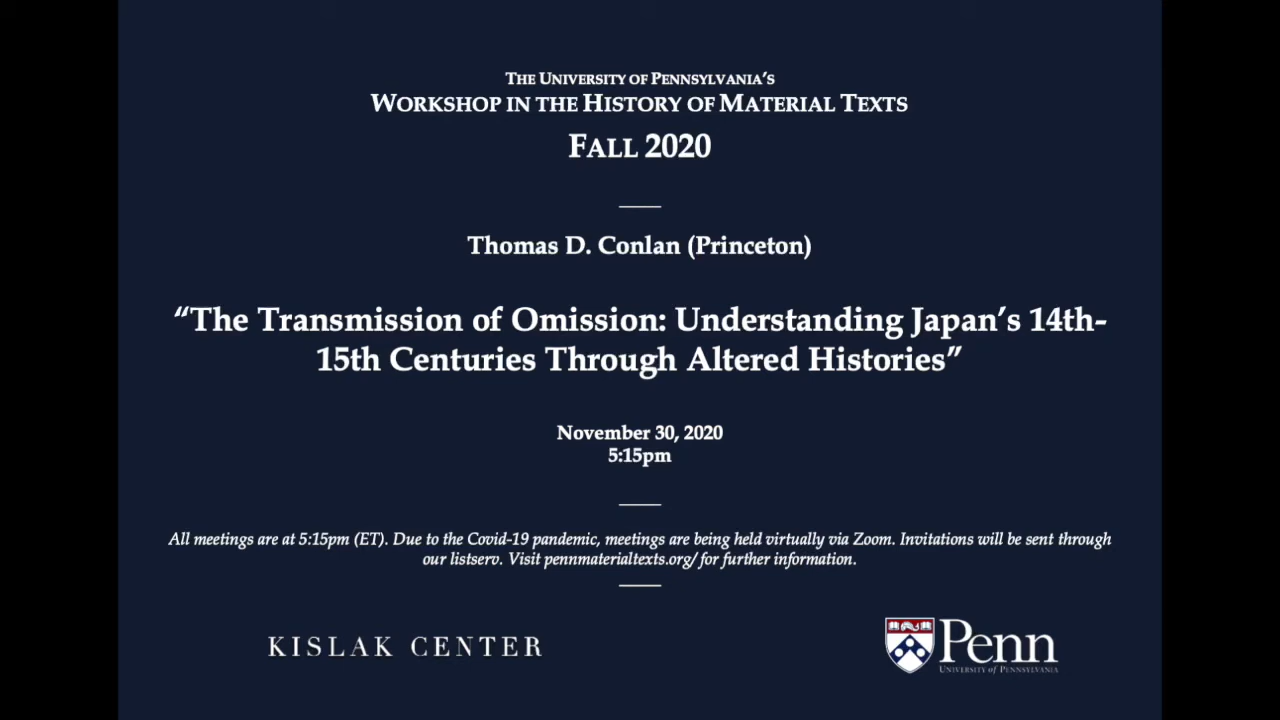 THE UNIVERSITY OF PENNSYLVANIA'S
WORKSHOP IN THE HISTORY OF MATERIAL TEXTS
FALL 2020
Thomas D. Conlan (Princeton)
“The Transmission of Omission: Understanding Japan’s 14th-
15th Centuries Through Altered Histories”
November 30, 2020
5:15pm
All meetings are at 5:15pm (ET). Due to the Covid-19 pandemic, meetings are being held virtually via Zoom. Invitations will be sent through
our listserv. Visit pennmaterialtexts.org/ for further information.
KISLAK CENTER
Penn
UNIVERSITY of PENNSYLVANIA